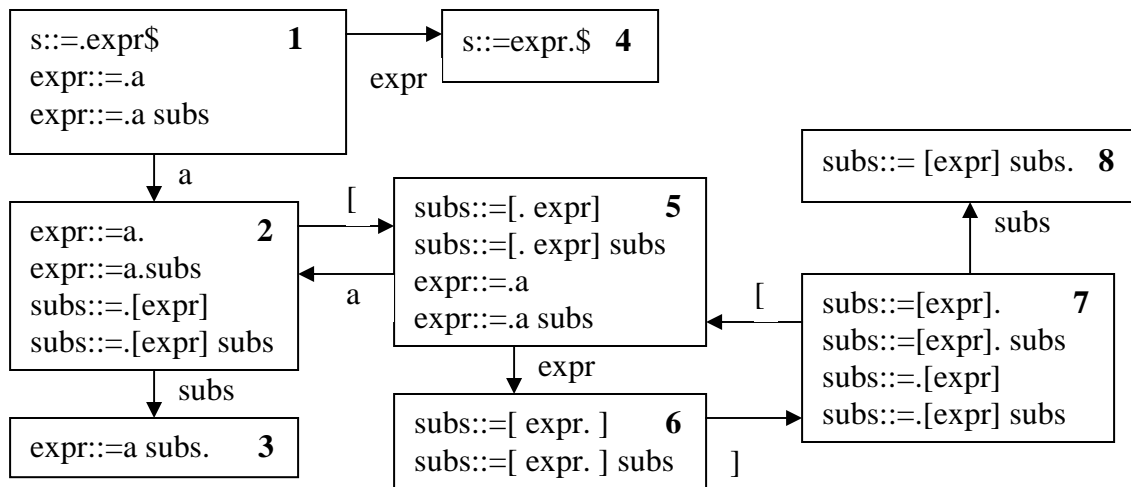 s::=.expr$ 1
expr::=.a
expr::=.a subs
expr
s::=expr.$ 4
a
expr::=a. 2
expr::=a.subs
subs::=.[expr]
subs::=.[expr] subs
[
a
subs::=[. expr] 5
subs::=[. expr] subs
expr::=.a
expr::=.a subs
subs::= [expr] subs. 8
subs
[
subs::=[expr]. 7
subs::=[expr]. subs
subs::=.[expr]
subs::=.[expr] subs
subs
expr::=a subs. 3
expr
subs::=[ expr. ] 6
subs::=[ expr. ] subs
]